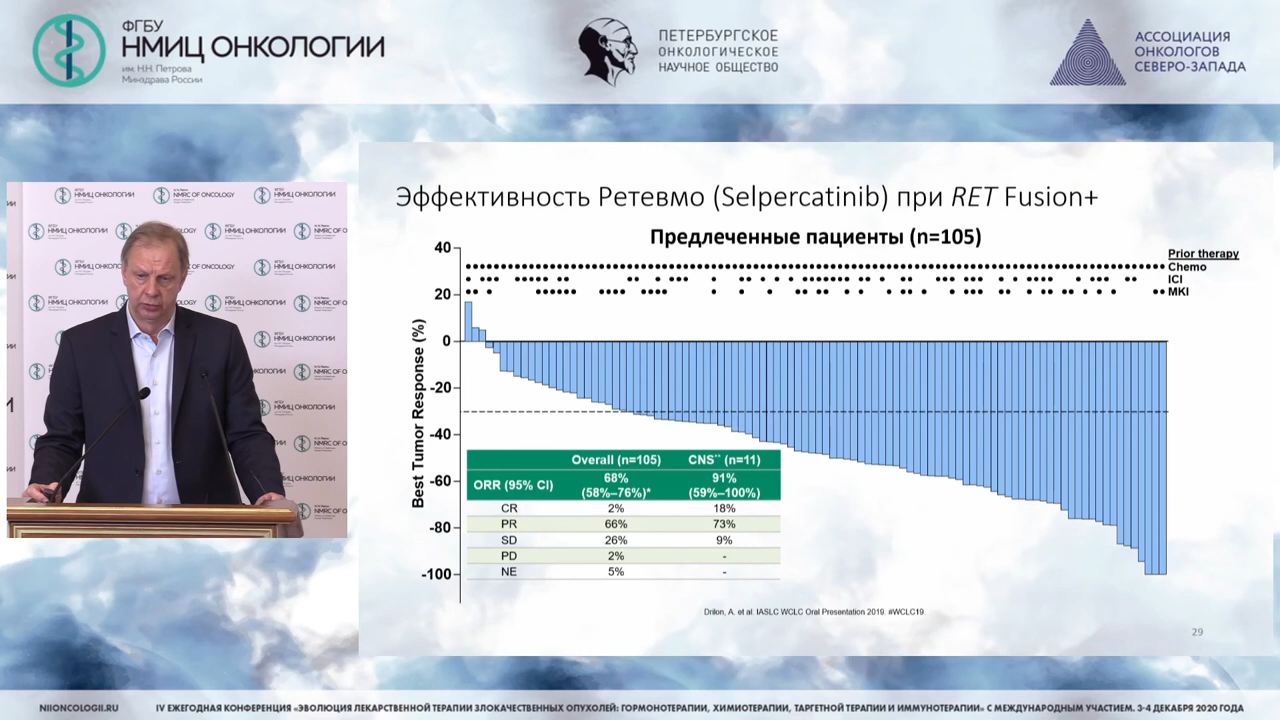 ФГБУ
НМИЦ ОНКОЛОГИИ
им. Н.Н. Петрова
Минздрава России
ПЕТЕРБУРГСКОЕ
ОНКОЛОГИЧЕСКОЕ
НАУЧНОЕ ОБЩЕСТВО
АССОЦИАЦИЯ
ОНКОЛОГОВ
СЕВЕРО-ЗАПАДА
НМИЦ ОНКОЛОГИИ
NMRC OF ONCOLOGY
НМИЦ ОНКОЛОГИИ
Эффективность Ретевмо (Selpercatinib) при RET Fusion+
Предлеченные пациенты (n=105)
Prior therapy
Chemo
ICI
MKI
Best Tumor Response (%)
40
20
0
-20
-40
-60
-80
-100
Overall (n=105) CNS** (n=11)
ORR (95% CI) 68% (58%–76%)* 91% (59%–100%)
CR 2% 18%
PR 66% 73%
SD 26% 9%
PD 2% -
NE 5% -
Drilon, A. et al. IASLC WCLC Oral Presentation 2019. #WCLC19.
29
NIIONCOLOGII.RU
IV ЕЖЕГОДНАЯ КОНФЕРЕНЦИЯ «ЭВОЛЮЦИЯ ЛЕКАРСТВЕННОЙ ТЕРАПИИ ЗЛОКАЧЕСТВЕННЫХ ОПУХОЛЕЙ: ГОРМОНОТЕРАПИИ, ХИМИОТЕРАПИИ, ТАРГЕТНОЙ ТЕРАПИИ И ИММУНОТЕРАПИИ» С МЕЖДУНАРОДНЫМ УЧАСТИЕМ. 3-4 ДЕКАБРЯ 2020 ГОДА